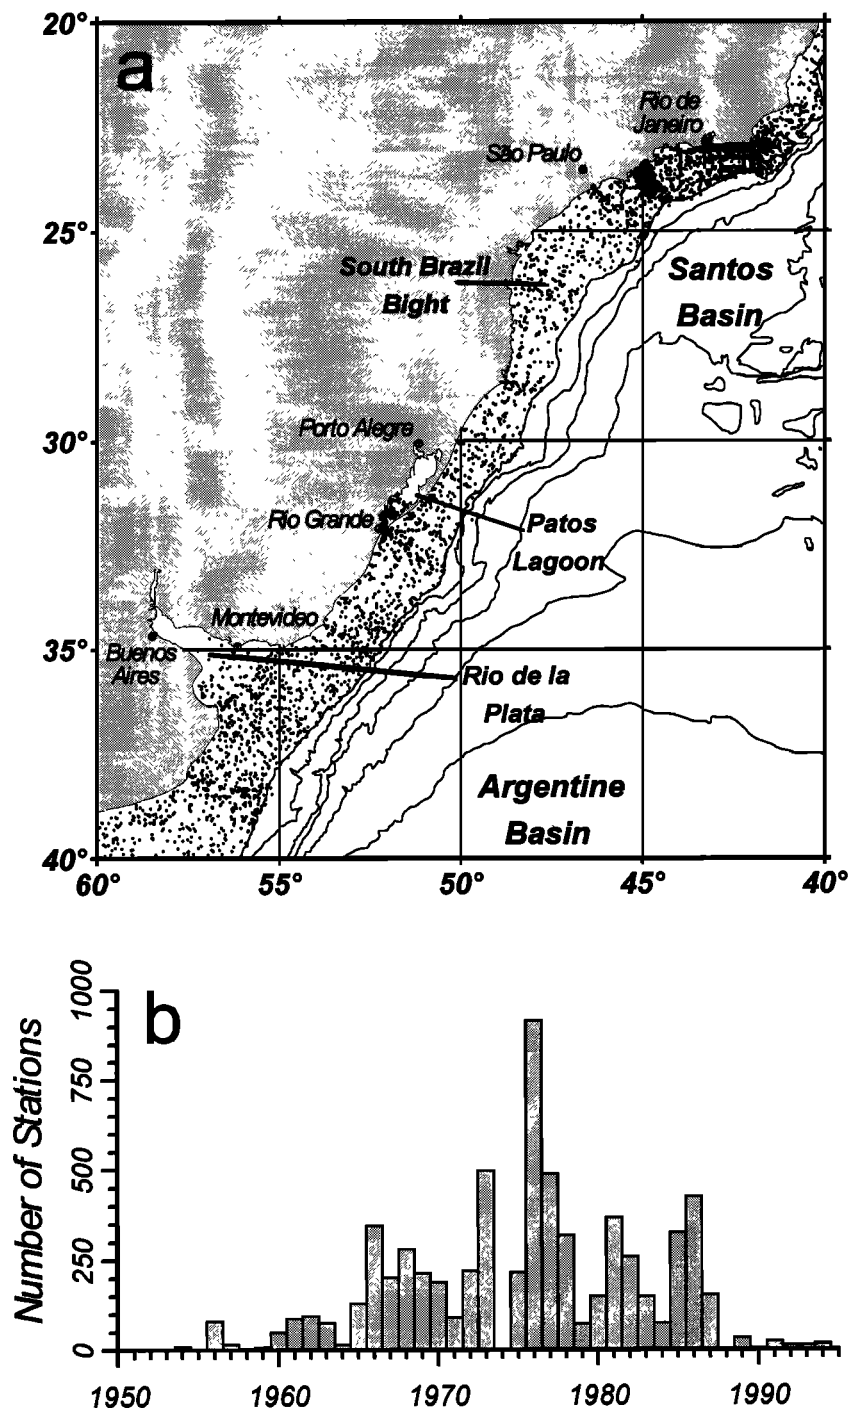 20°
a
Rio de
Janeiro
São Paulo
25°
South Brazil
Bight
Santos
Basin
Porto Alegre
30°
Rio Grande
Patos
Lagoon
Montevideo
35°
Buenos
Aires
Rio de la
Plata
Argentine
Basin
40°
60° 55° 50° 45° 40°
b
Number of Stations
1000
750
500
250
0
1950 1960 1970 1980 1990